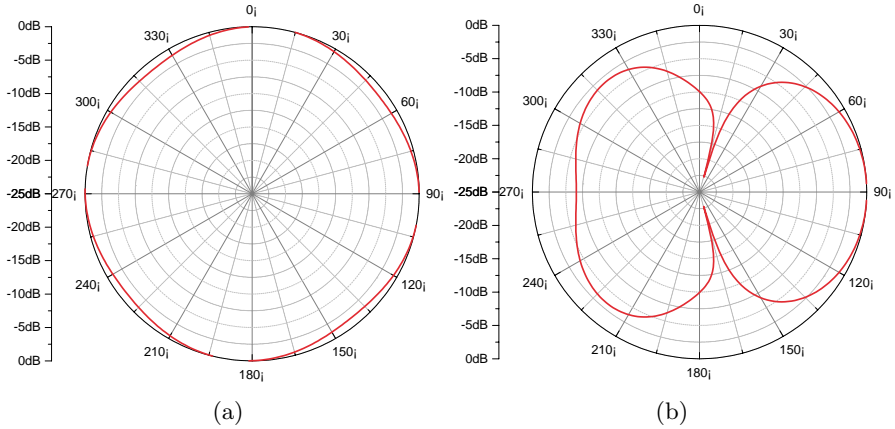 0¡
30¡
60¡
90¡
120¡
150¡
180¡
210¡
240¡
270¡
300¡
330¡
0dB
-5dB
-10dB
-15dB
-20dB
-25dB
-20dB
-15dB
-10dB
-5dB
0dB
(a)
0¡
30¡
60¡
90¡
120¡
150¡
180¡
210¡
240¡
270¡
300¡
330¡
0dB
-5dB
-10dB
-15dB
-20dB
-25dB
-20dB
-15dB
-10dB
-5dB
0dB
(b)